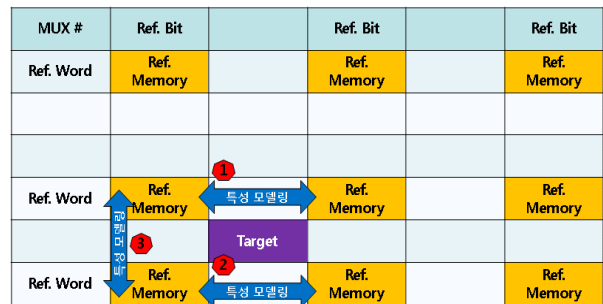 MUX # Ref. Bit Ref. Bit Ref. Bit
Ref. Word Ref. Memory Ref. Memory Ref. Memory
1
Ref. Word Ref. Memory 특성 모델링 Ref. Memory Ref. Memory
특성 모델링 3 Target
2
Ref. Word Ref. Memory 특성 모델링 Ref. Memory Ref. Memory